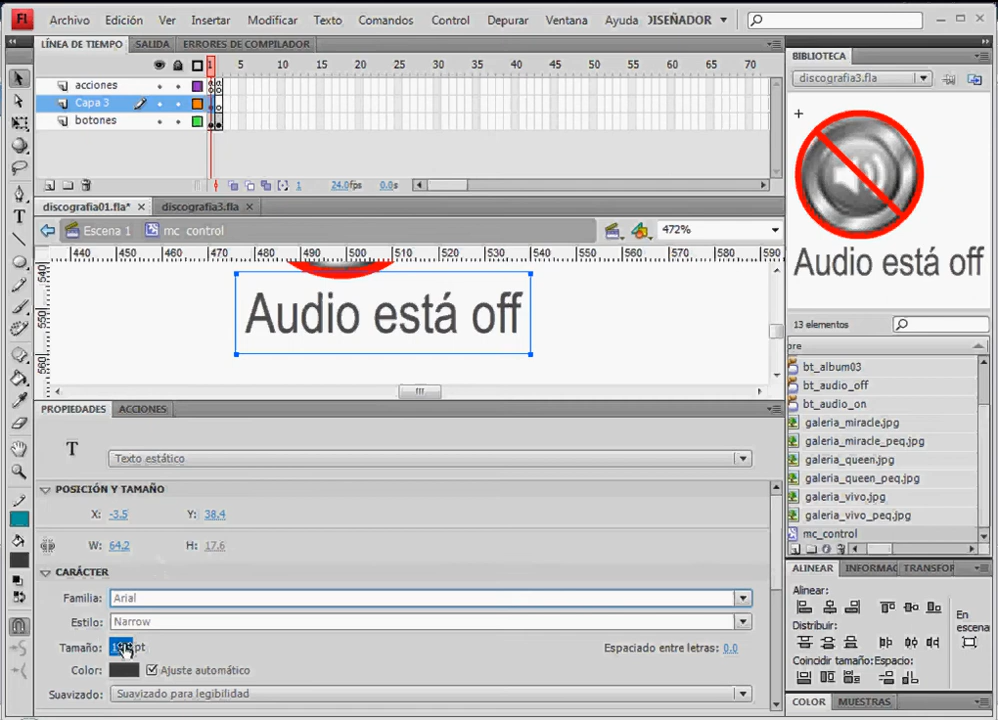 Fl Archivo Edición Ver Insertar Modificar Texto Comandos Control Depurar Ventana Ayuda DISEÑADOR
LÍNEA DE TIEMPO SALIDA ERRORES DE COMPILADOR
1 5 10 15 20 25 30 35 40 45 50 55 60 65 70
acciones
Capa 3
botones
1 24.0fps 0.0s
discografia01.fla* discografia3.fla
Escena 1 mc_control 472%
440 450 460 470 480 490 500 510 520 530 540 550 560 570 580
540
550
560
Audio está off
PROPIEDADES ACCIONES
T Texto estático
POSICIÓN Y TAMAÑO
X: -3.5 Y: 38.4
W: 64.2 H: 17.6
CARÁCTER
Familia: Arial
Estilo: Narrow
Tamaño: pt Espaciado entre letras: 0.0
Color: Ajuste automático
Suavizado: Suavizado para legibilidad
BIBLIOTECA
discografia3.fla
Audio está off
13 elementos
bt_album03
bt_audio_off
bt_audio_on
galeria_miracle.jpg
galeria_miracle_peq.jpg
galeria_queen.jpg
galeria_queen_peq.jpg
galeria_vivo.jpg
galeria_vivo_peq.jpg
mc_control
ALINEAR INFORMAC TRANSFOR
Alinear:
Distribuir:
En escena
Coincidir tamaño: Espacio:
COLOR MUESTRAS